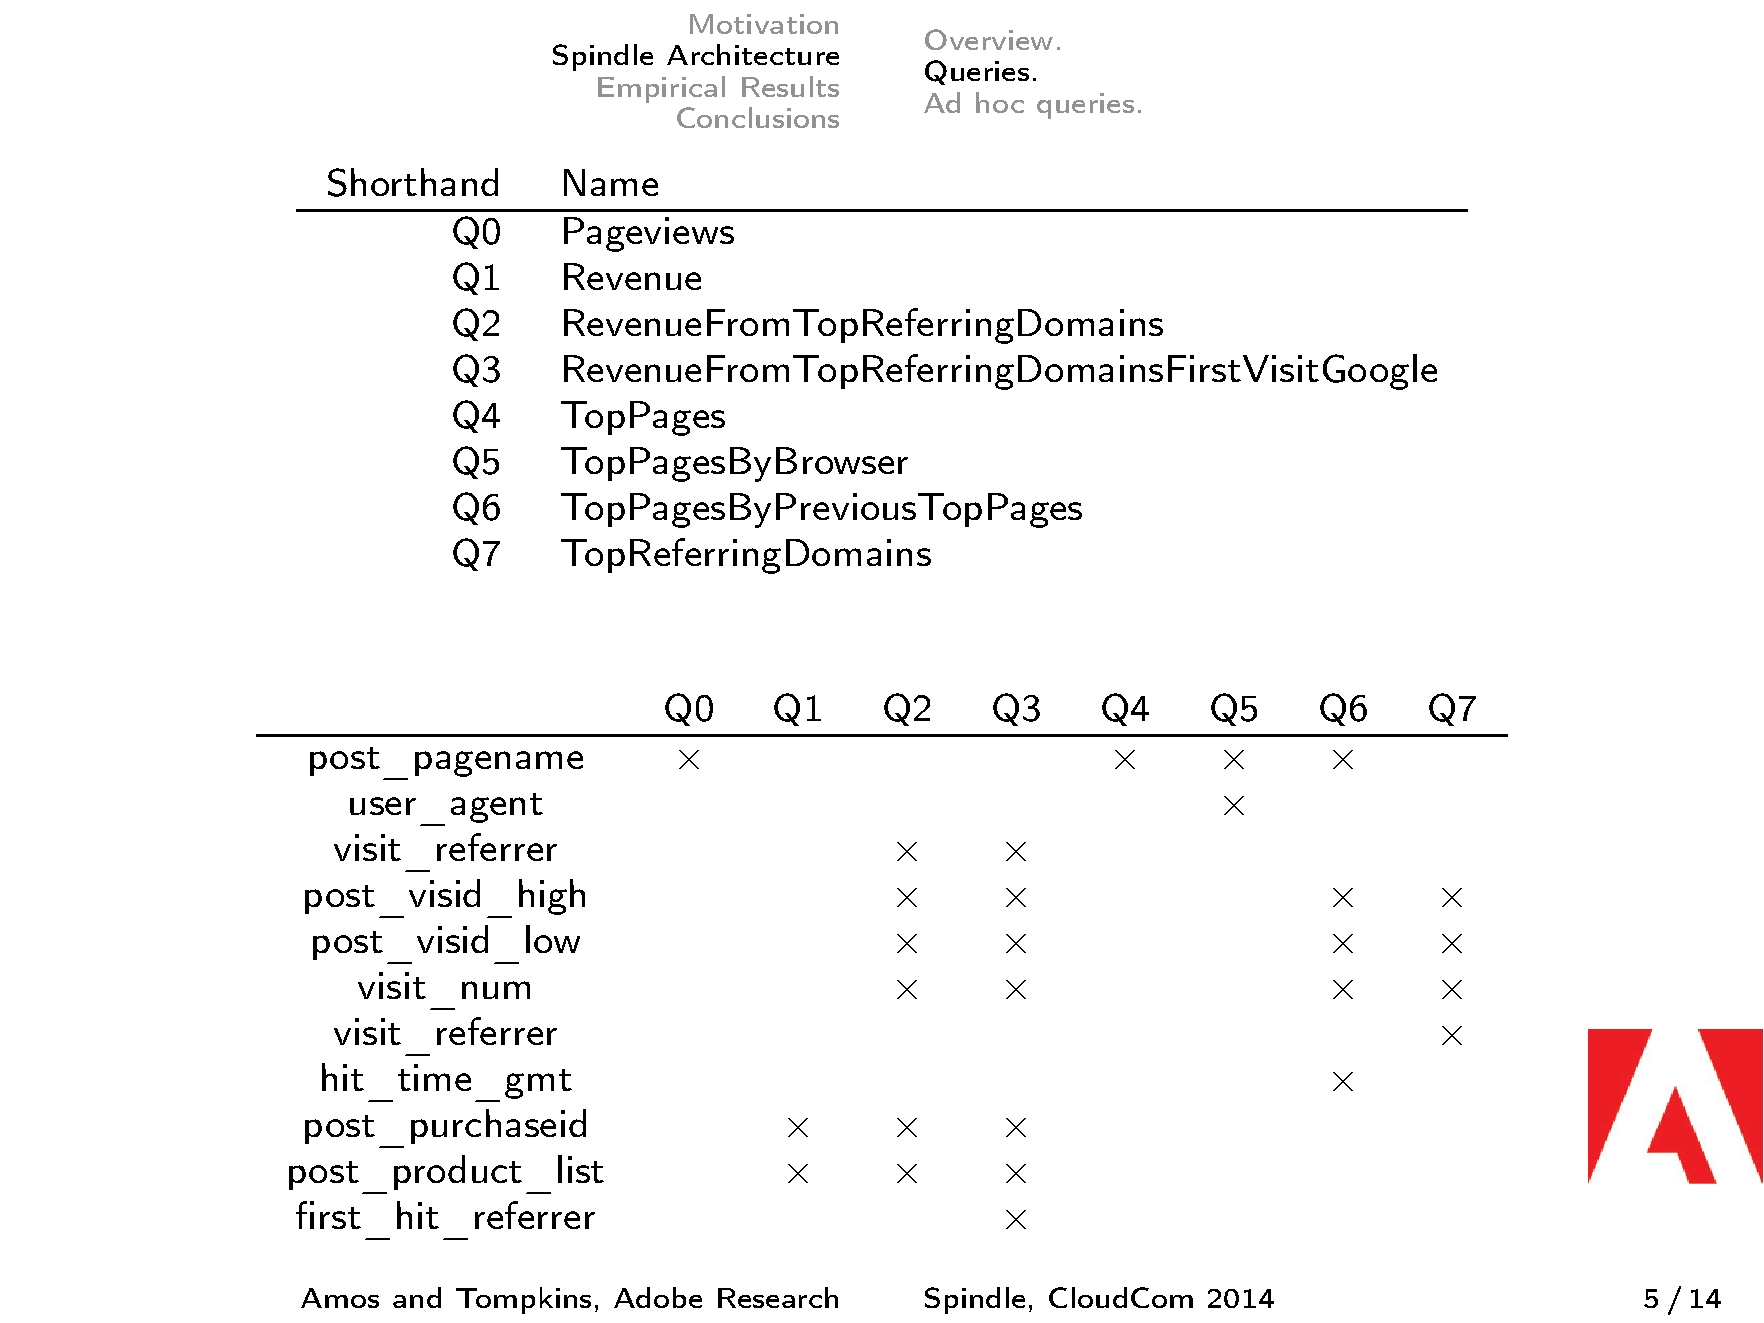 Motivation
Spindle Architecture
Empirical Results
Conclusions
Overview.
Queries.
Ad hoc queries.
Shorthand Name
Q0 Pageviews
Q1 Revenue
Q2 RevenueFromTopReferringDomains
Q3 RevenueFromTopReferringDomainsFirstVisitGoogle
Q4 TopPages
Q5 TopPagesByBrowser
Q6 TopPagesByPreviousTopPages
Q7 TopReferringDomains
Q0 Q1 Q2 Q3 Q4 Q5 Q6 Q7
post_pagename × × × ×
user_agent ×
visit_referrer × ×
post_visid_high × × × ×
post_visid_low × × × ×
visit_num × × × ×
visit_referrer ×
hit_time_gmt ×
post_purchaseid × × ×
post_product_list × × ×
first_hit_referrer ×
Amos and Tompkins, Adobe Research Spindle, CloudCom 2014 5 / 14